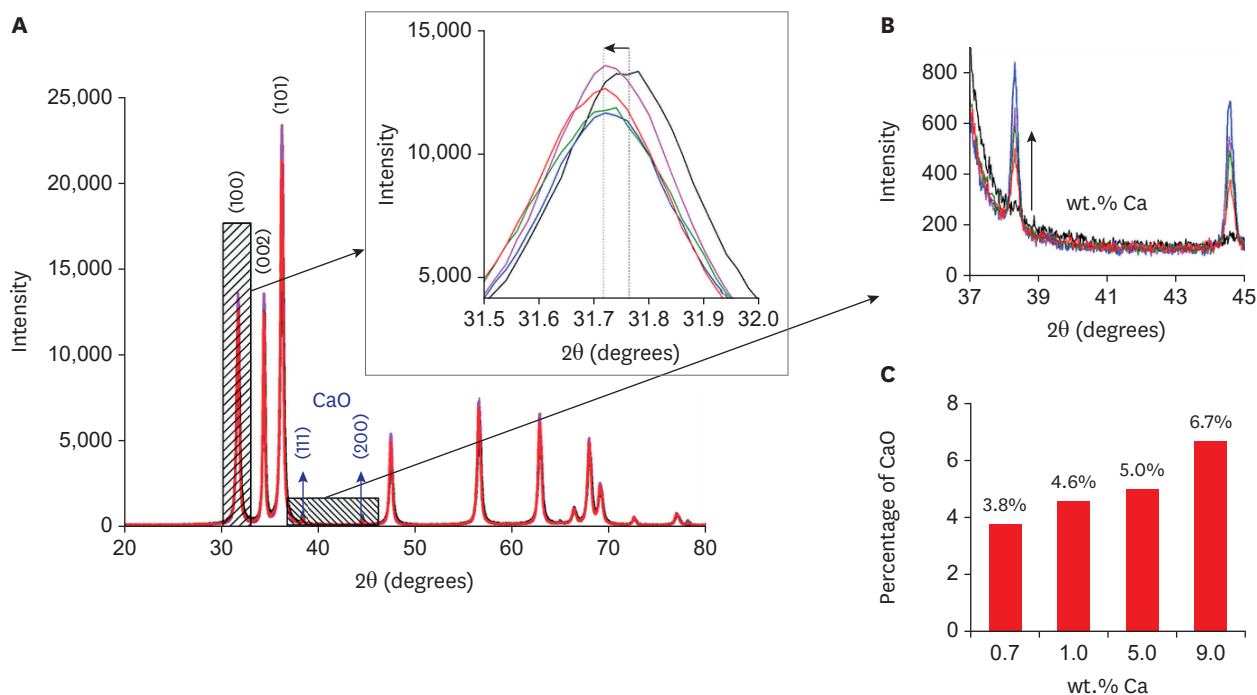 A
25,000
20,000
15,000
10,000
5,000
0
Intensity
20 30 40 50 60 70 80
2θ (degrees)
(100)
(002)
(101)
CaO
(111)
(200)
15,000
10,000
5,000
Intensity
31.5 31.6 31.7 31.8 31.9 32.0
2θ (degrees)
B
800
600
400
200
0
Intensity
wt.% Ca
37 39 41 43 45
2θ (degrees)
C
8
6
4
2
0
Percentage of CaO
3.8% 4.6% 5.0% 6.7%
0.7 1.0 5.0 9.0
wt.% Ca